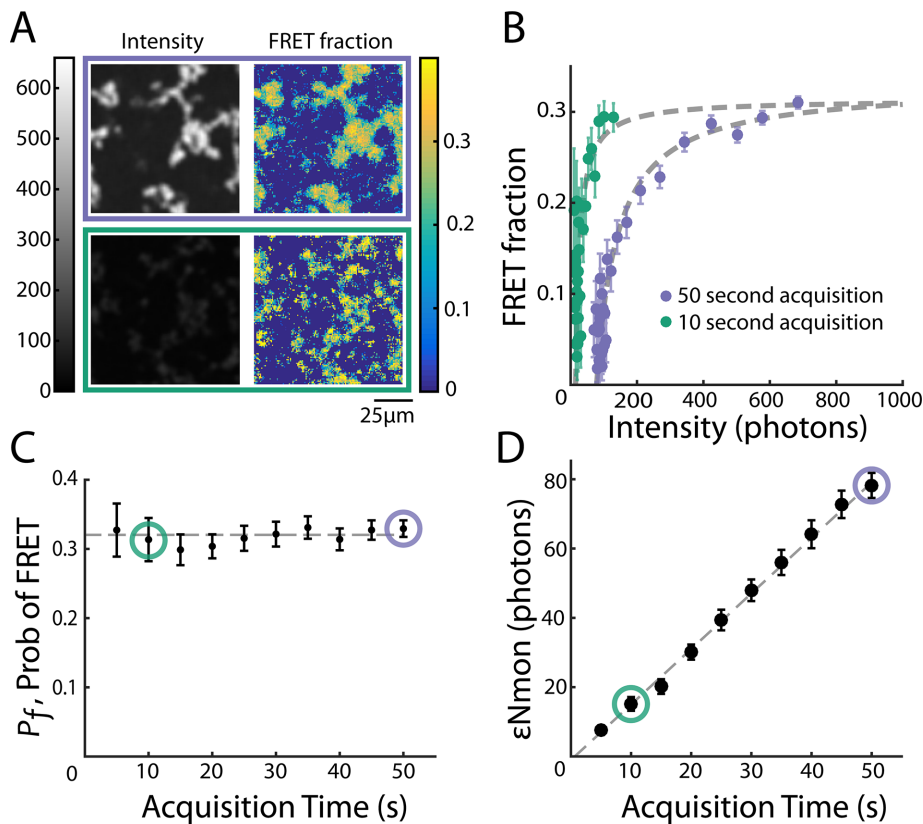 A
Intensity
FRET fraction
600
500
400
300
200
100
0
0.3
0.2
0.1
0
25μm
B
FRET fraction
0.3
0.2
0.1
50 second acquisition
10 second acquisition
0
200
400
600
800
1000
Intensity (photons)
C
Pf, Prob of FRET
0.4
0.3
0.2
0.1
0
10
20
30
40
50
Acquisition Time (s)
D
εNmon (photons)
80
60
40
20
0
10
20
30
40
50
Acquisition Time (s)